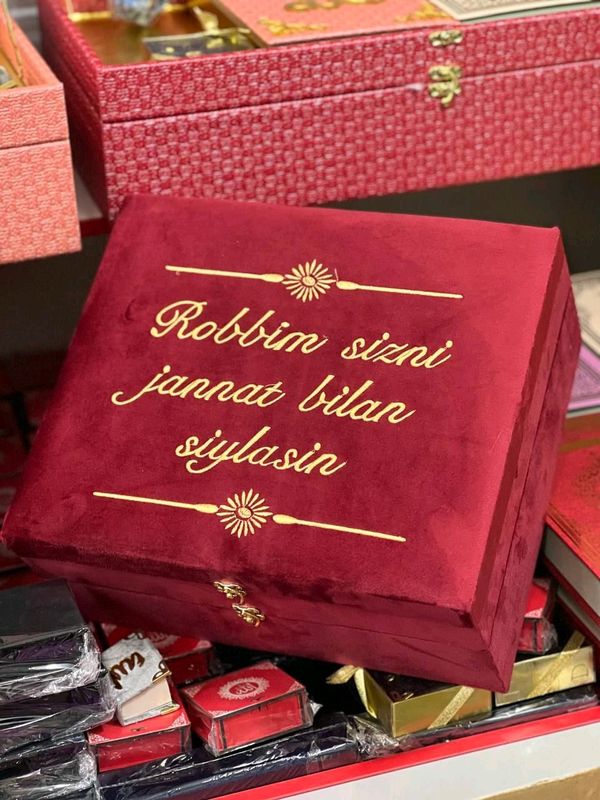 Robbim sizni
jannat bilan
siylasin